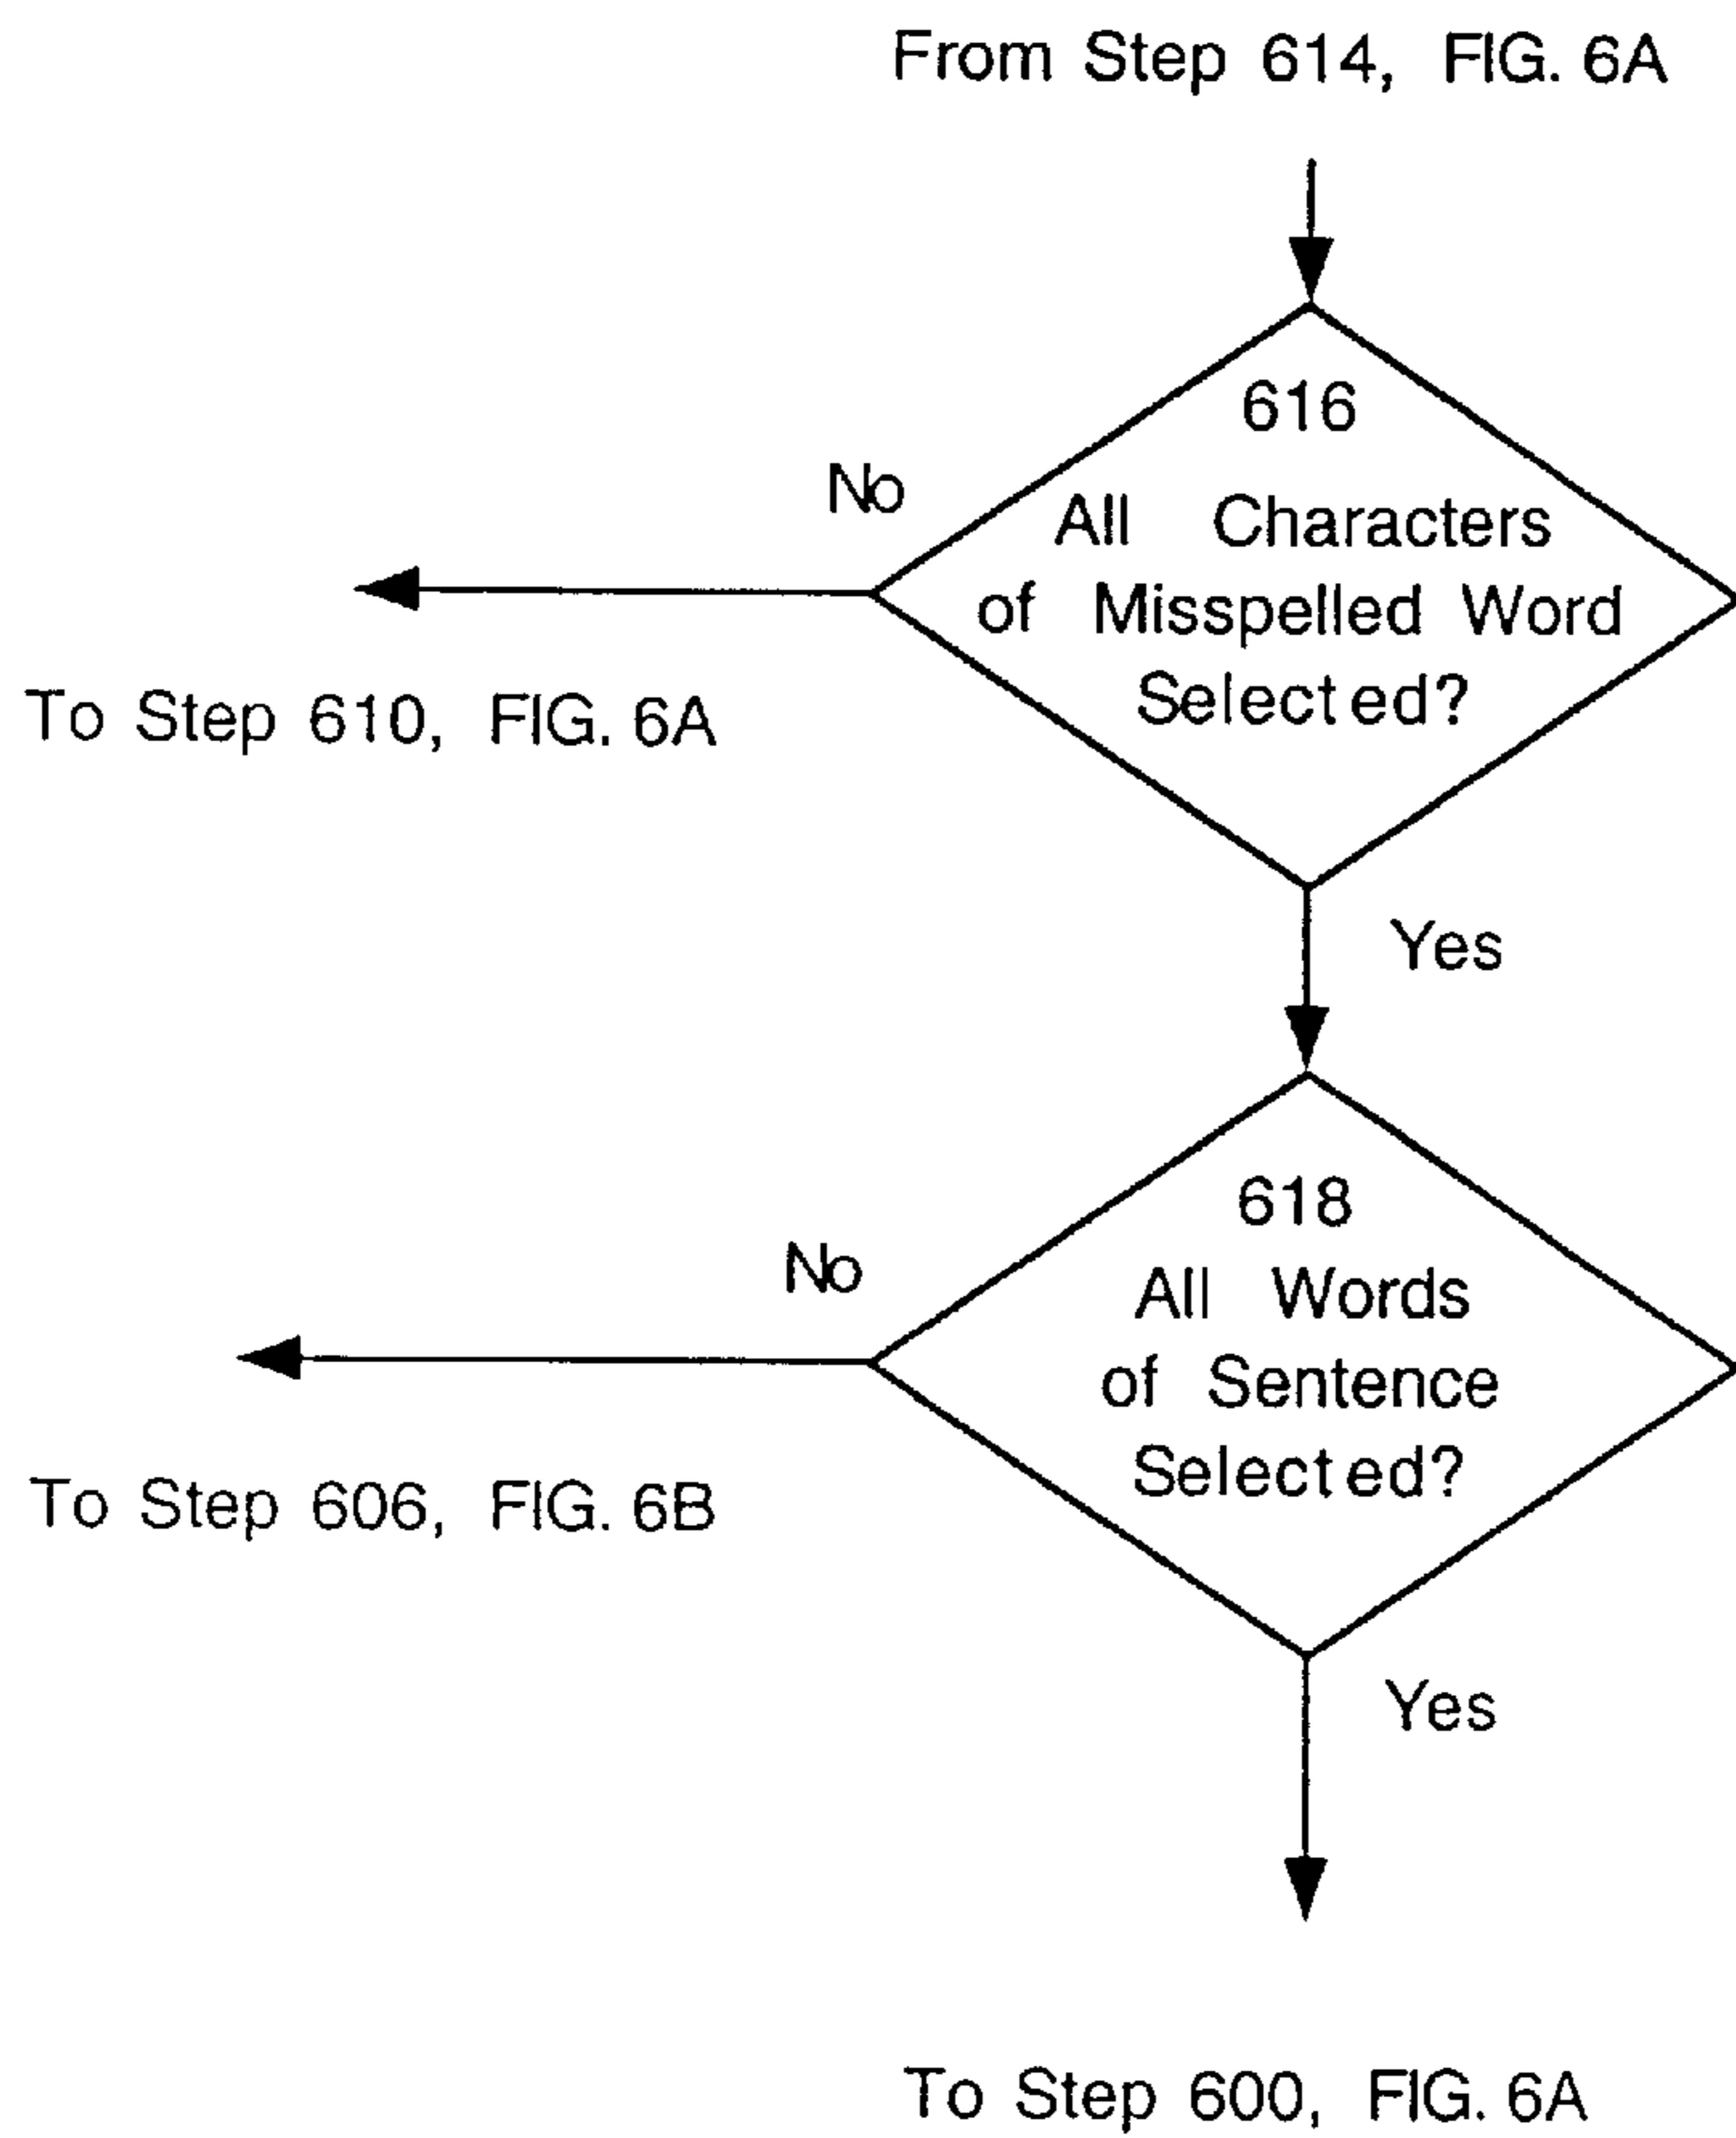 From Step 614, FIG. 6A
616
No
All Characters
of Misspelled Word
Selected?
To Step 610, FIG. 6A
Yes
618
No
All Words
of Sentence
Selected?
To Step 606, FIG. 6B
Yes
To Step 600, FIG. 6A